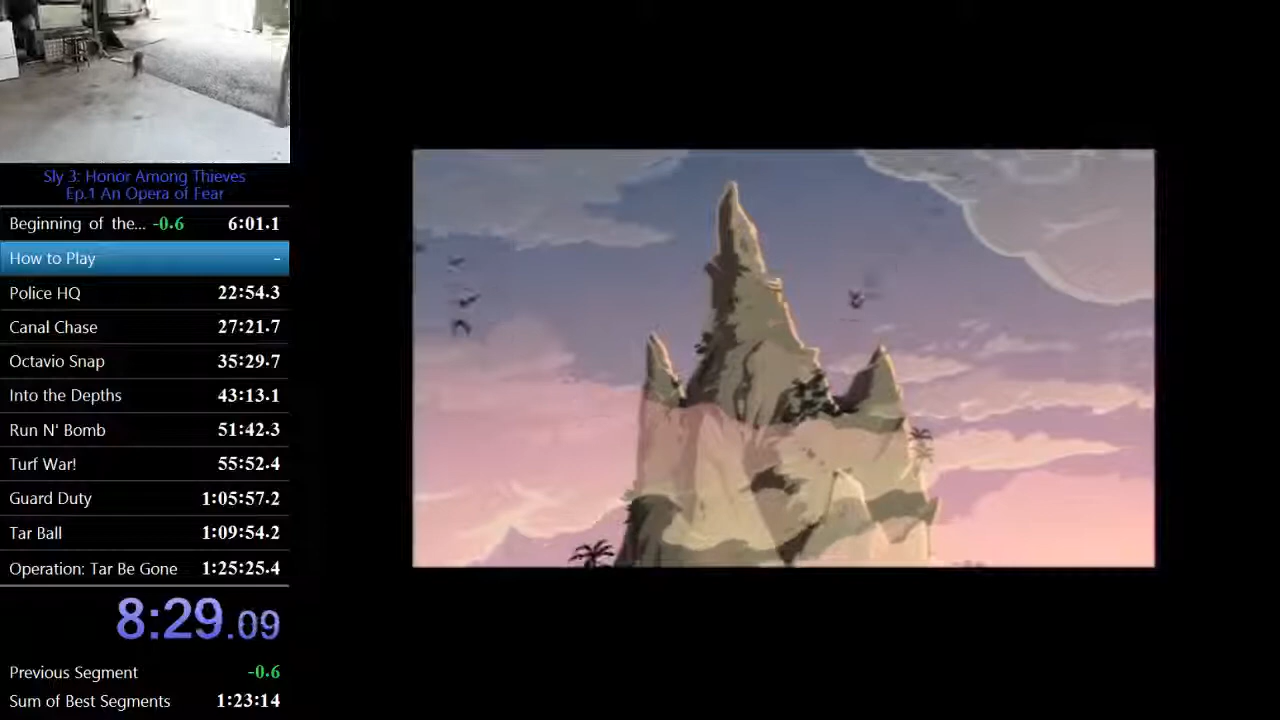 Sly 3: Honor Among Thieves
Ep.1 An Opera of Fear
Beginning of the... -0.6 6:01.1
How to Play -
Police HQ 22:54.3
Canal Chase 27:21.7
Octavio Snap 35:29.7
Into the Depths 43:13.1
Run N' Bomb 51:42.3
Turf War! 55:52.4
Guard Duty 1:05:57.2
Tar Ball 1:09:54.2
Operation: Tar Be Gone 1:25:25.4
8:29.09
Previous Segment -0.6
Sum of Best Segments 1:23:14